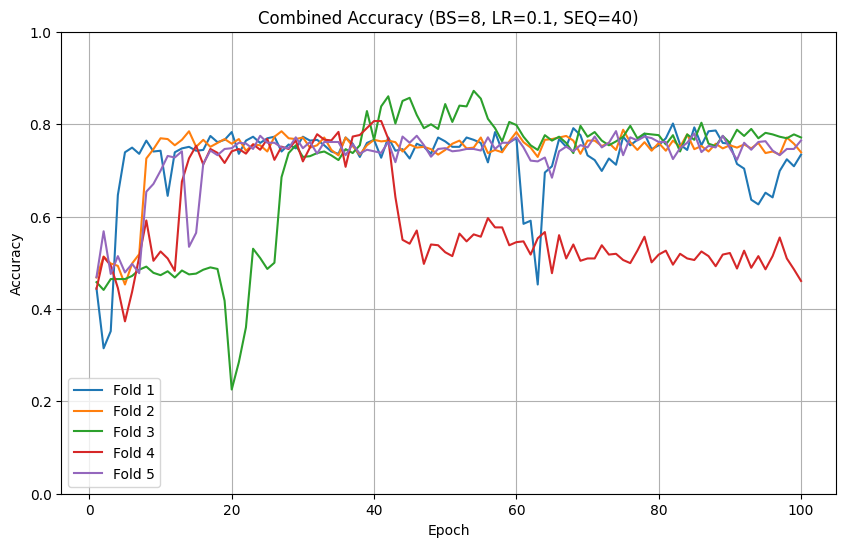 Combined Accuracy (BS=8, LR=0.1, SEQ=40)
1.0
0.8
0.6
0.4
0.2
0.0
Accuracy
Fold 1
Fold 2
Fold 3
Fold 4
Fold 5
0 20 40 60 80 100
Epoch